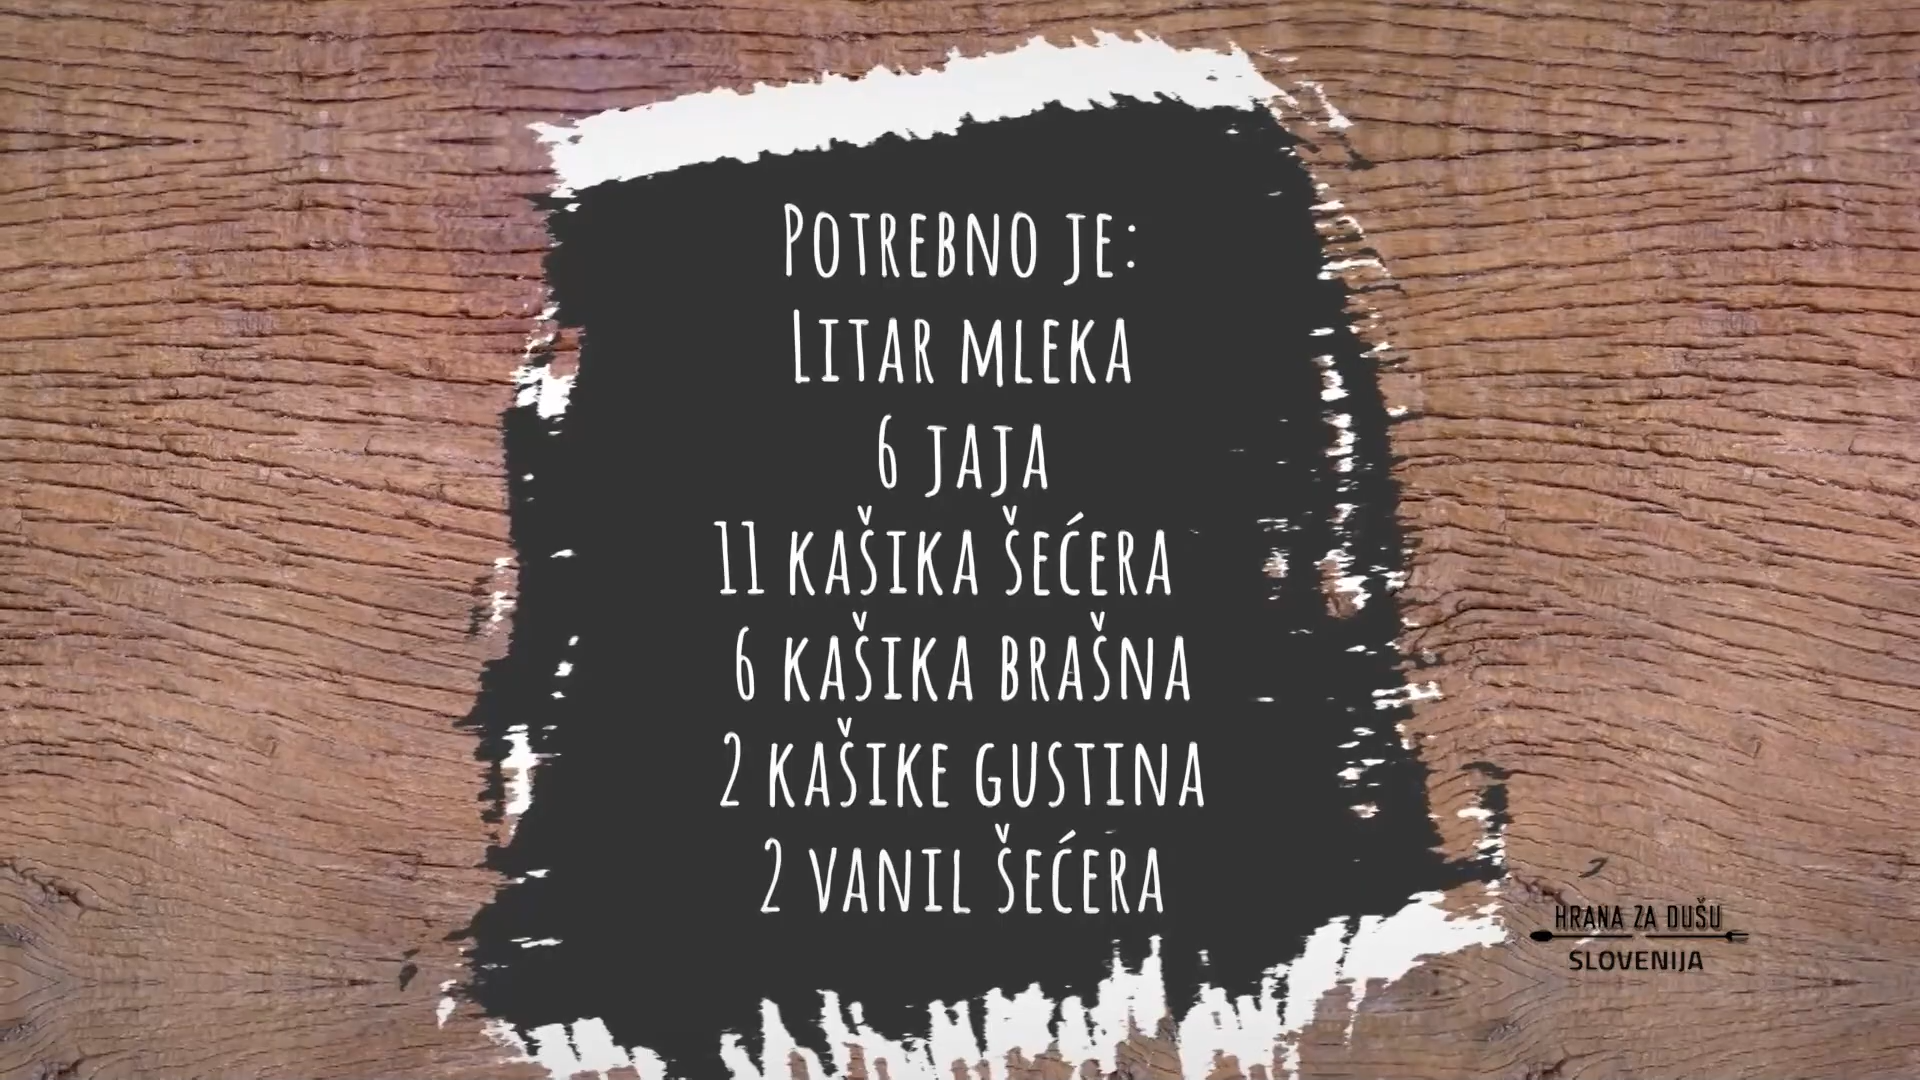 Potrebno je:
Litar mleka
6 jaja
11 kašika šećera
6 kašika brašna
2 kašike gustina
2 vanil šećera
HRANA ZA DUŠU
SLOVENIJA